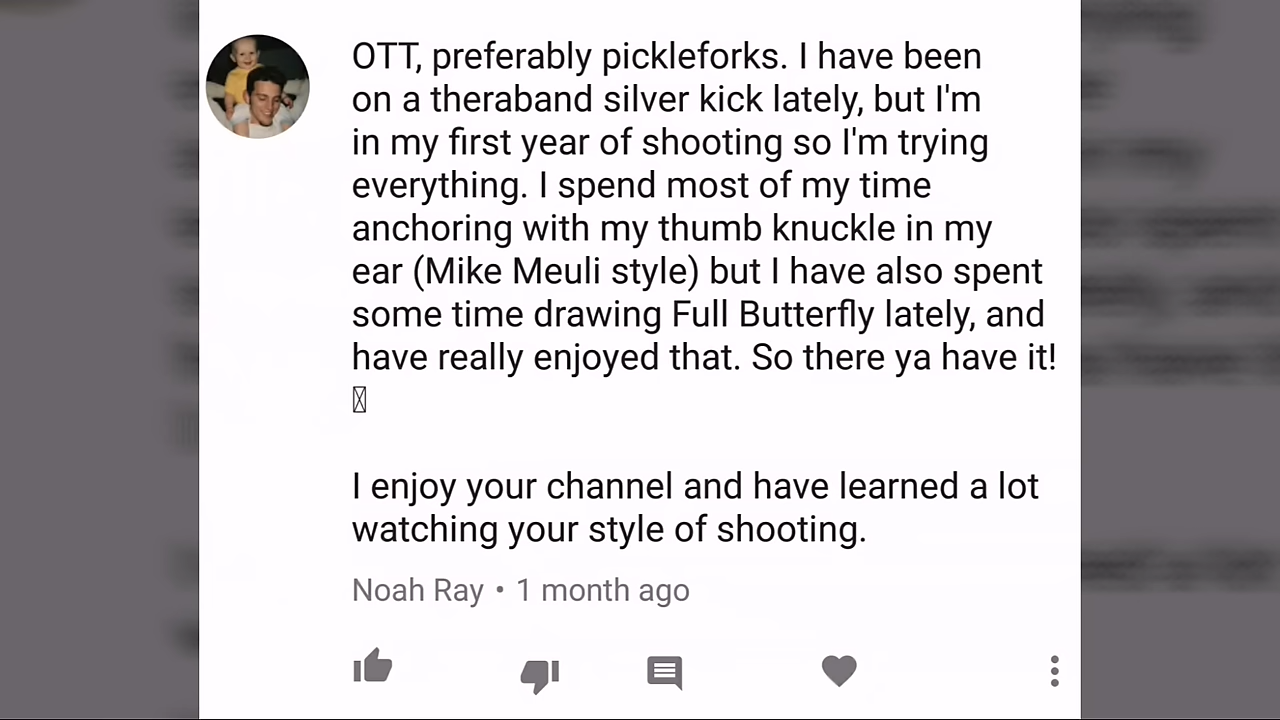 OTT, preferably pickleforks. I have been
on a theraband silver kick lately, but I'm
in my first year of shooting so I'm trying
everything. I spend most of my time
anchoring with my thumb knuckle in my
ear (Mike Meuli style) but I have also spent
some time drawing Full Butterfly lately, and
have really enjoyed that. So there ya have it!
I enjoy your channel and have learned a lot
watching your style of shooting.
Noah Ray • 1 month ago